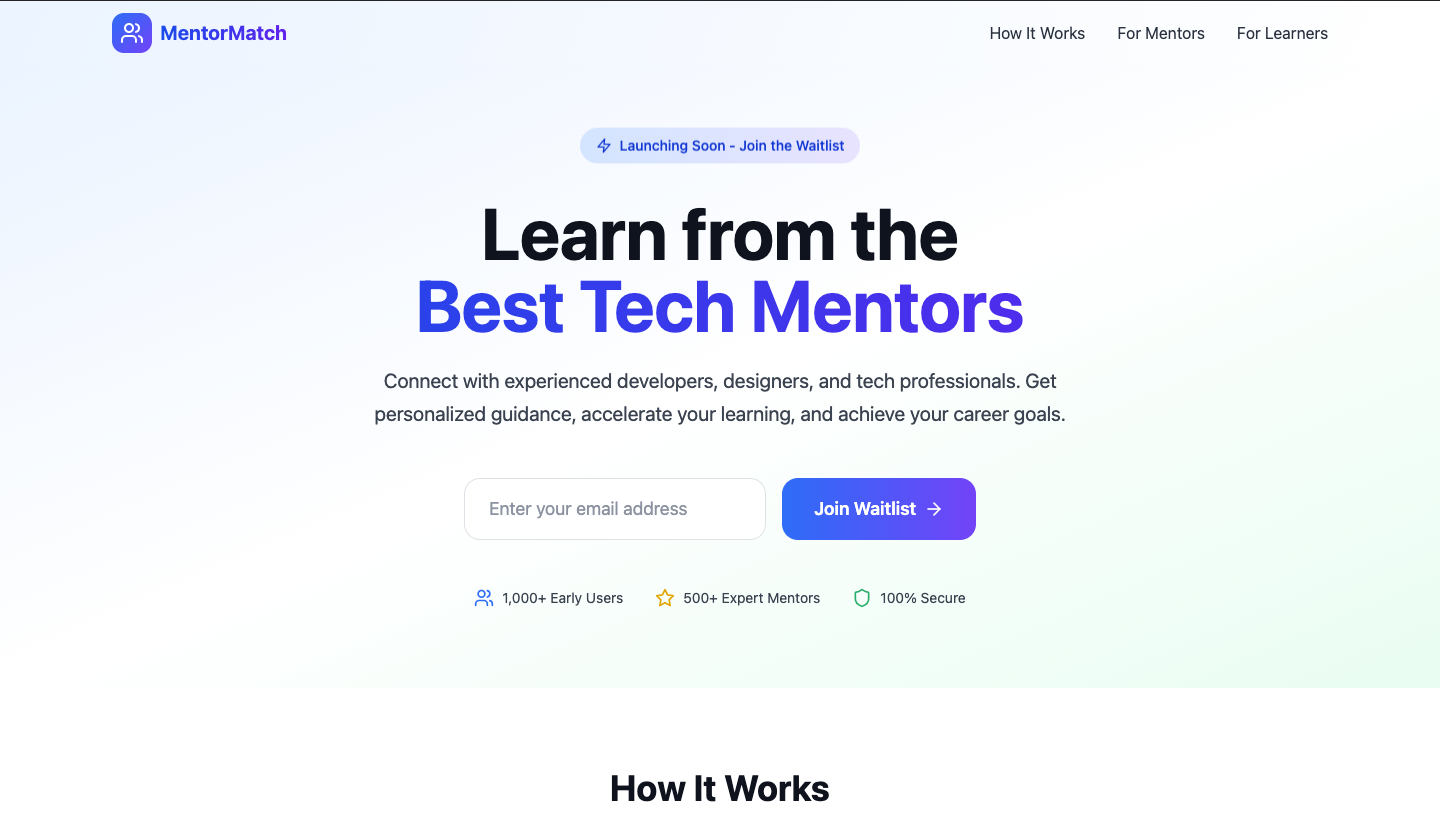 MentorMatch
How It Works
For Mentors
For Learners
Launching Soon - Join the Waitlist
Learn from the
Best Tech Mentors
Connect with experienced developers, designers, and tech professionals. Get
personalized guidance, accelerate your learning, and achieve your career goals.
Enter your email address
Join Waitlist
1,000+ Early Users
500+ Expert Mentors
100% Secure
How It Works